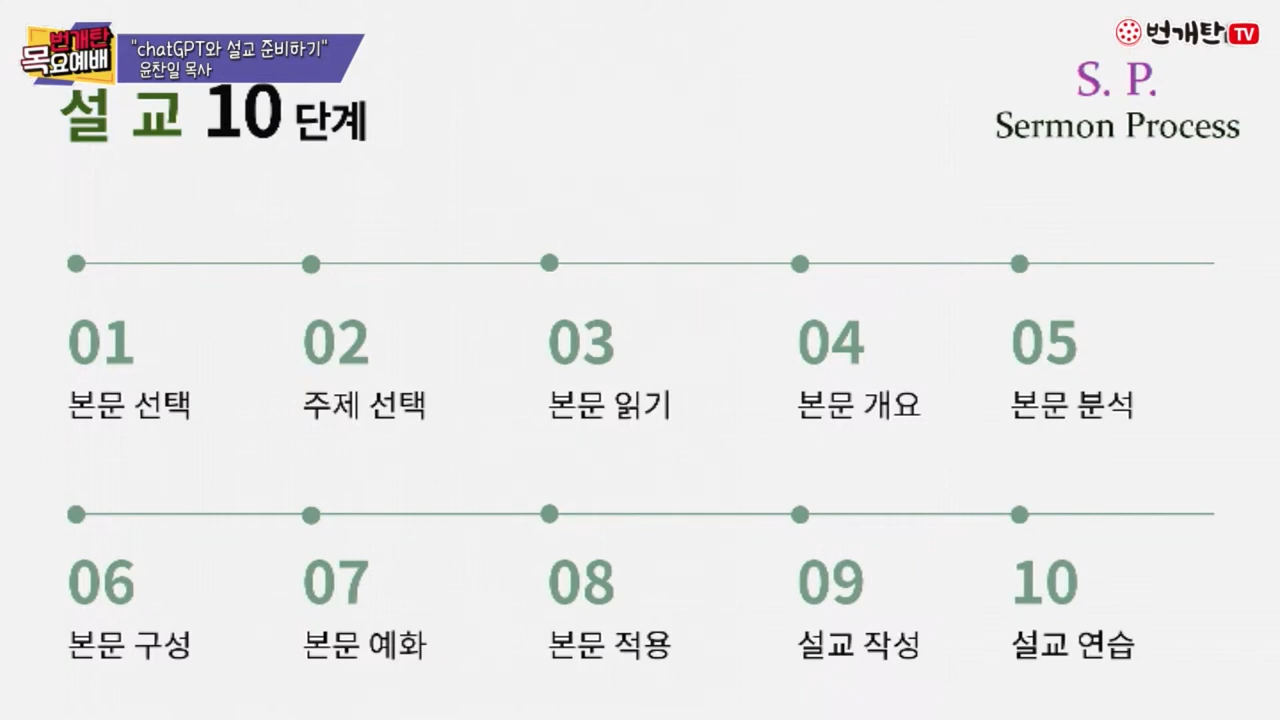 번개탄
목요예배
"chatGPT와 설교 준비하기"
윤찬일 목사
번개탄 TV
설 교 10 단계
S. P.
Sermon Process
01 02 03 04 05
본문 선택 주제 선택 본문 읽기 본문 개요 본문 분석
06 07 08 09 10
본문 구성 본문 예화 본문 적용 설교 작성 설교 연습